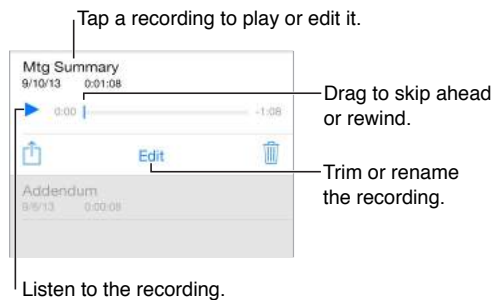 Tap a recording to play or edit it.
Mtg Summary
9/10/13 0:01:08
0:00 -1:08
Drag to skip ahead
or rewind.
Edit
Trim or rename
the recording.
Addendum
9/6/13 0:00:08
Listen to the recording.